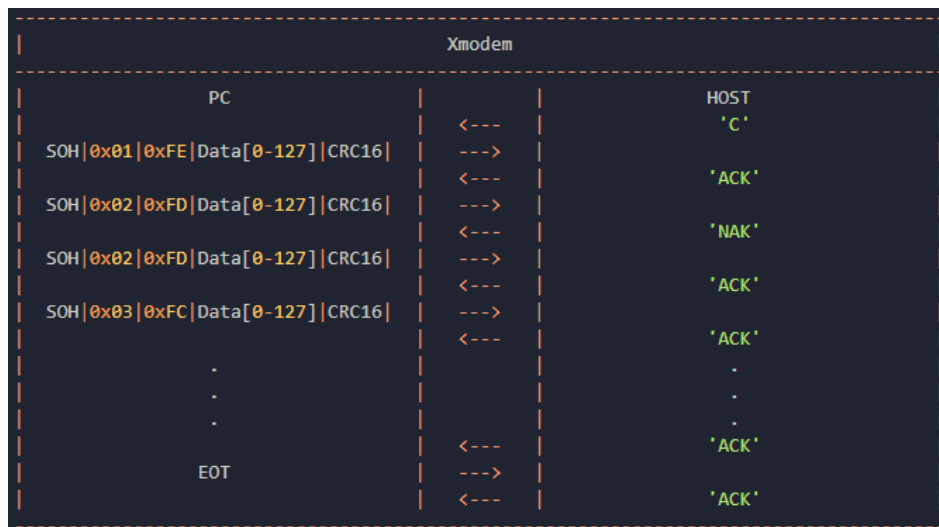 Xmodem
PC | | HOST
| <--- | 'C'
SOH|0x01|0xFE|Data[0-127]|CRC16| | ---> |
| <--- | 'ACK'
SOH|0x02|0xFD|Data[0-127]|CRC16| | ---> |
| <--- | 'NAK'
SOH|0x02|0xFD|Data[0-127]|CRC16| | ---> |
| <--- | 'ACK'
SOH|0x03|0xFC|Data[0-127]|CRC16| | ---> |
| <--- | 'ACK'
. | | .
. | | .
. | | .
| <--- | 'ACK'
EOT | ---> |
| <--- | 'ACK'